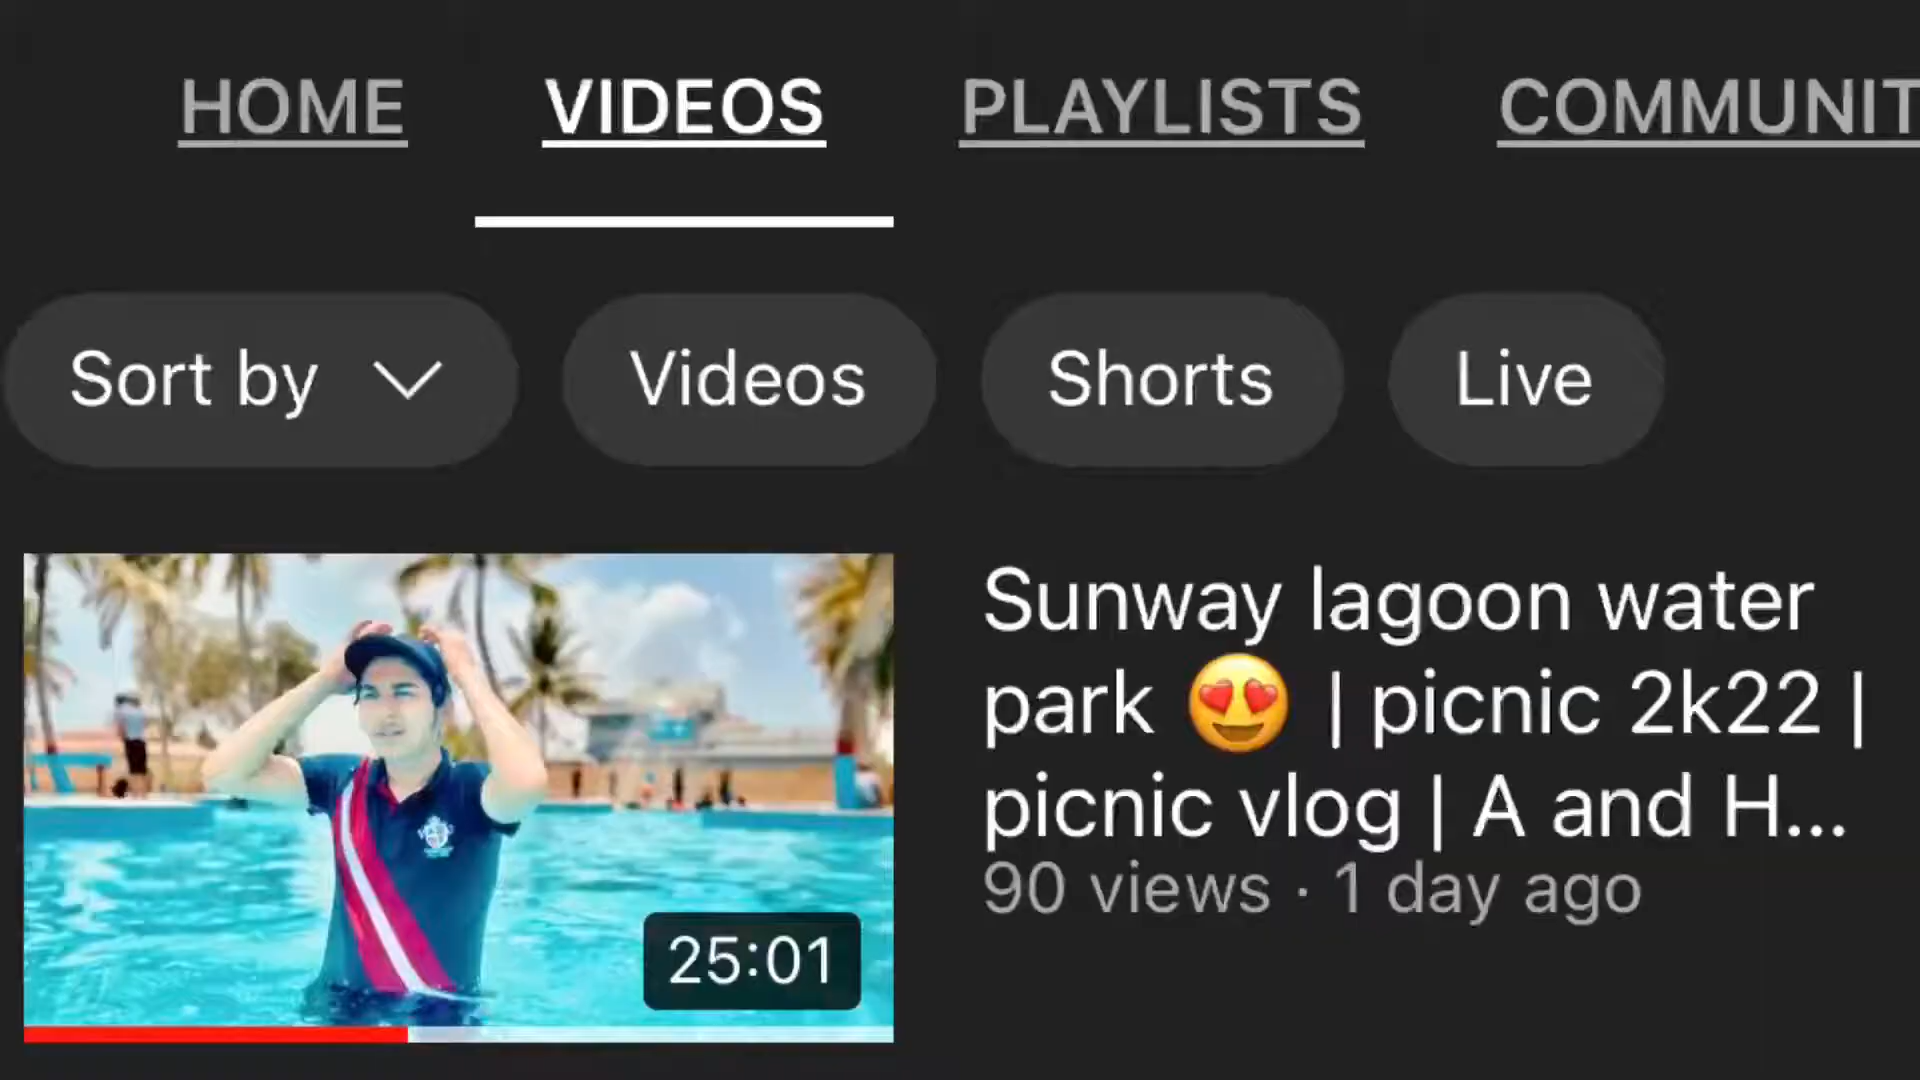 HOME VIDEOS PLAYLISTS COMMUNIT
Sort by Videos Shorts Live
Sunway lagoon water
park 😍 | picnic 2k22 |
picnic vlog | A and H...
90 views · 1 day ago
25:01